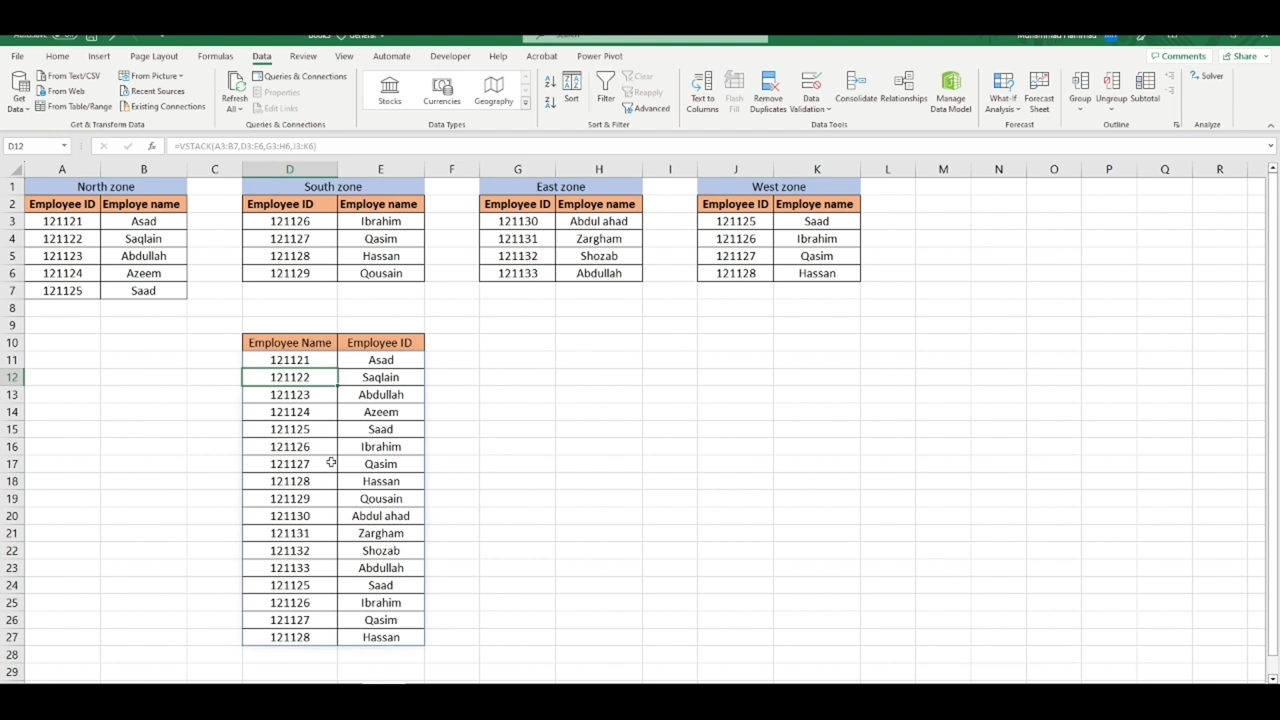 Books General
Muhammad Hammad
File Home Insert Page Layout Formulas Data Review View Automate Developer Help Acrobat Power Pivot Comments Share
Get Data
From Text/CSV
From Web
From Table/Range
From Picture
Recent Sources
Existing Connections
Get & Transform Data
Refresh All
Queries & Connections
Properties
Edit Links
Queries & Connections
Stocks Currencies Geography
Data Types
Sort
Filter
Clear
Reapply
Advanced
Sort & Filter
Text to Columns
Flash Fill
Remove Duplicates
Data Validation
Consolidate
Relationships
Manage Data Model
Data Tools
What-If Analysis
Forecast Sheet
Forecast
Group
Ungroup
Subtotal
Outline
Solver
Analyze
D12 fx =VSTACK(A3:B7,D3:E6,G3:H6,J3:K6)
A B C D E F G H I J K L M N O P Q R
1 North zone South zone East zone West zone
2 Employee ID Employe name Employee ID Employe name Employee ID Employe name Employee ID Employe name
3 121121 Asad 121126 Ibrahim 121130 Abdul ahad 121125 Saad
4 121122 Saqlain 121127 Qasim 121131 Zargham 121126 Ibrahim
5 121123 Abdullah 121128 Hassan 121132 Shozab 121127 Qasim
6 121124 Azeem 121129 Qousain 121133 Abdullah 121128 Hassan
7 121125 Saad
8
9
10 Employee Name Employee ID
11 121121 Asad
12 121122 Saqlain
13 121123 Abdullah
14 121124 Azeem
15 121125 Saad
16 121126 Ibrahim
17 121127 Qasim
18 121128 Hassan
19 121129 Qousain
20 121130 Abdul ahad
21 121131 Zargham
22 121132 Shozab
23 121133 Abdullah
24 121125 Saad
25 121126 Ibrahim
26 121127 Qasim
27 121128 Hassan
28
29